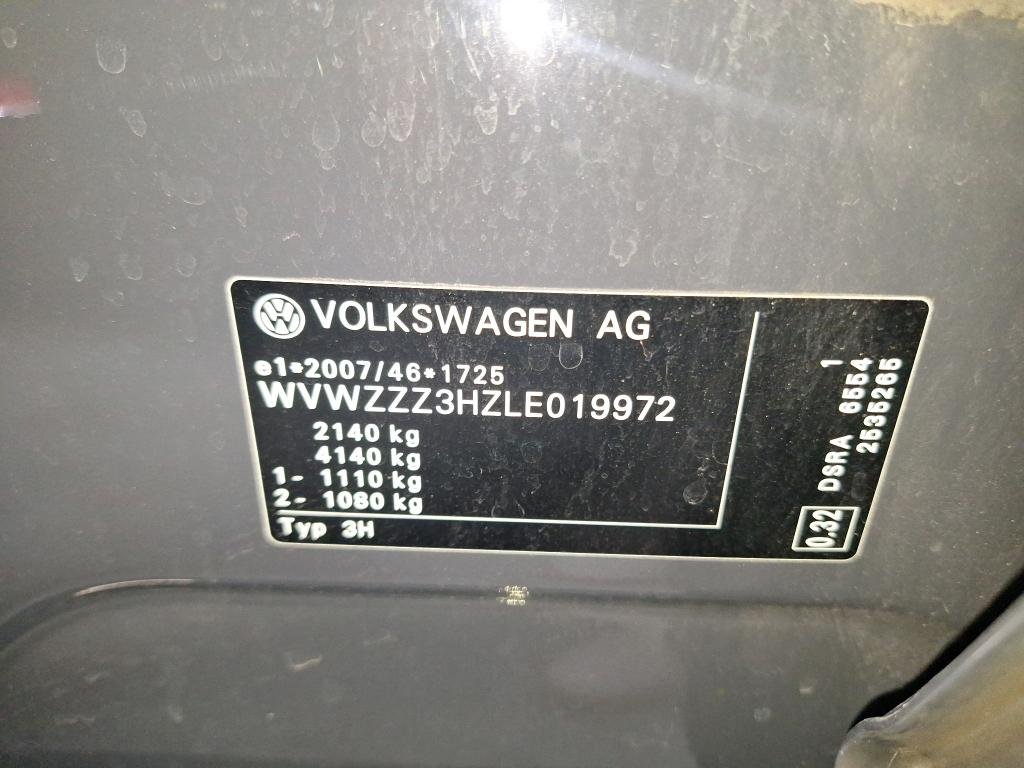 VOLKSWAGEN AG
e1*2007/46*1725
WVWZZZ3HZLE019972
2140 kg
4140 kg
1- 1110 kg
2- 1080 kg
Typ 3H
0.32 DSRA 6554 1
2535265